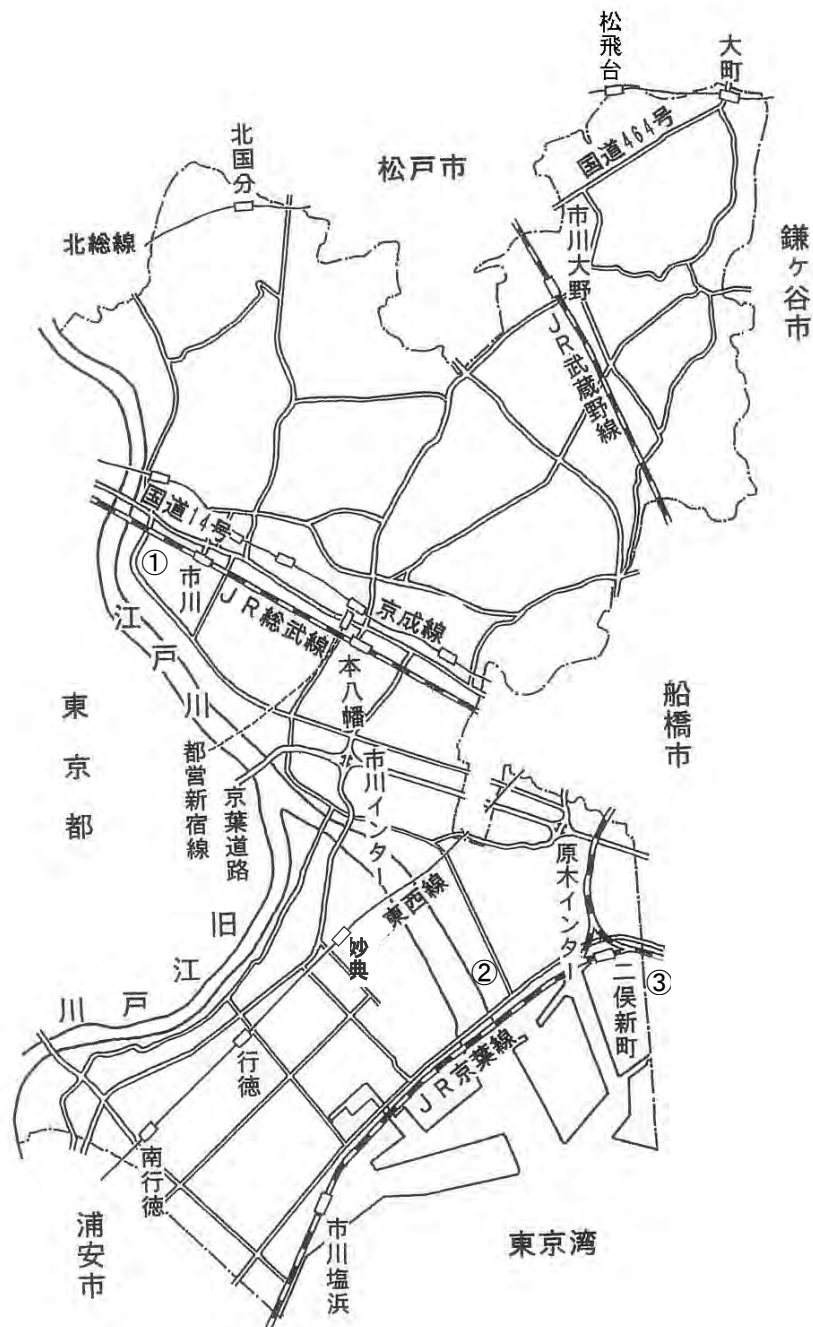 松飛台
大町
北国分
松戸市
国道464号
北総線
市川大野
鎌ヶ谷市
JR武蔵野線
国道14号
①
市川
JR総武線
京成線
江戸川
本八幡
船橋市
東京都
都営新宿線
京葉道路
市川インター
原木インター
東西線
妙典
旧江戸川
②
③
二俣新町
行徳
JR京葉線
南行徳
浦安市
市川塩浜
東京湾